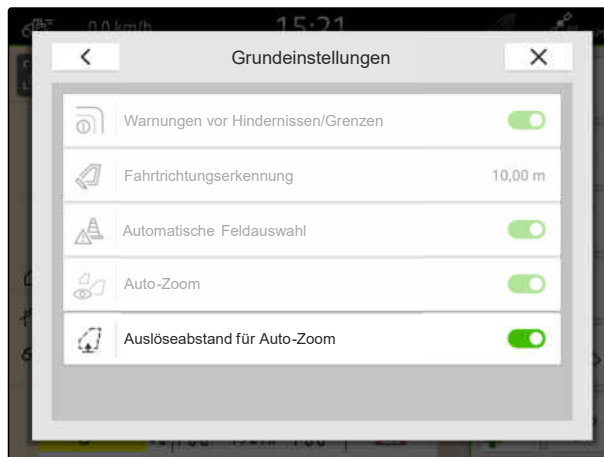 0,0 km/h
15:21
Grundeinstellungen
Warnungen vor Hindernissen/Grenzen
Fahrtrichtungserkennung
10,00 m
Automatische Feldauswahl
Auto-Zoom
Auslöseabstand für Auto-Zoom